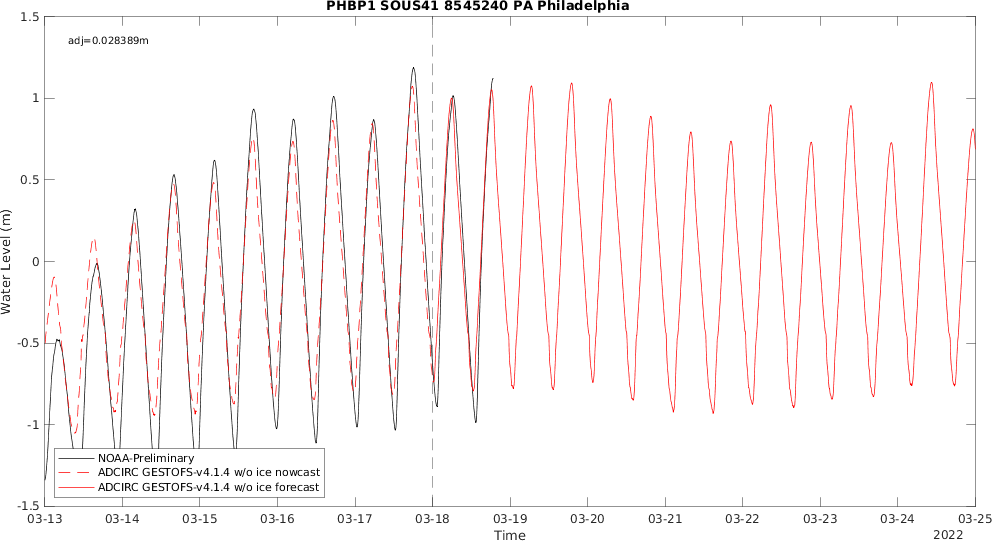 PHBP1 SOUS41 8545240 PA Philadelphia
1.5
adj=0.028389m
1
0.5
0
-0.5
-1
-1.5
Water Level (m)
NOAA-Preliminary
ADCIRC GESTOFS-v4.1.4 w/o ice nowcast
ADCIRC GESTOFS-v4.1.4 w/o ice forecast
03-13 03-14 03-15 03-16 03-17 03-18 03-19 03-20 03-21 03-22 03-23 03-24 03-25
Time
2022